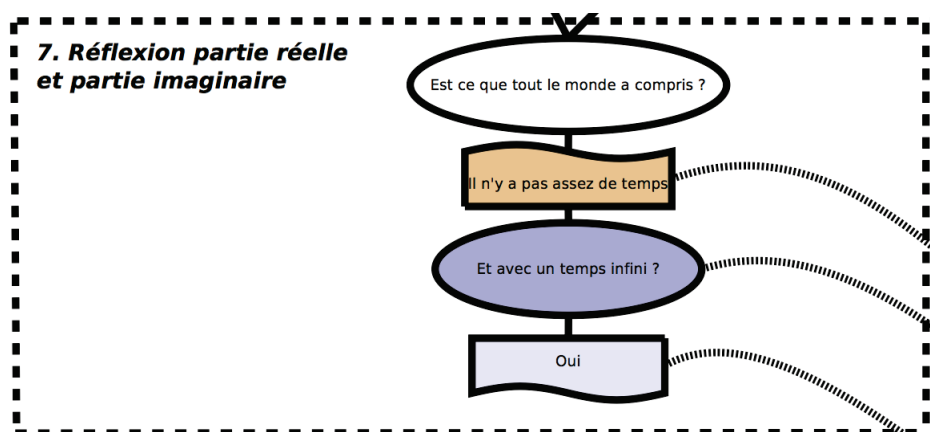 7. Réflexion partie réelle
et partie imaginaire
Est ce que tout le monde a compris ?
Il n'y a pas assez de temps
Et avec un temps infini ?
Oui